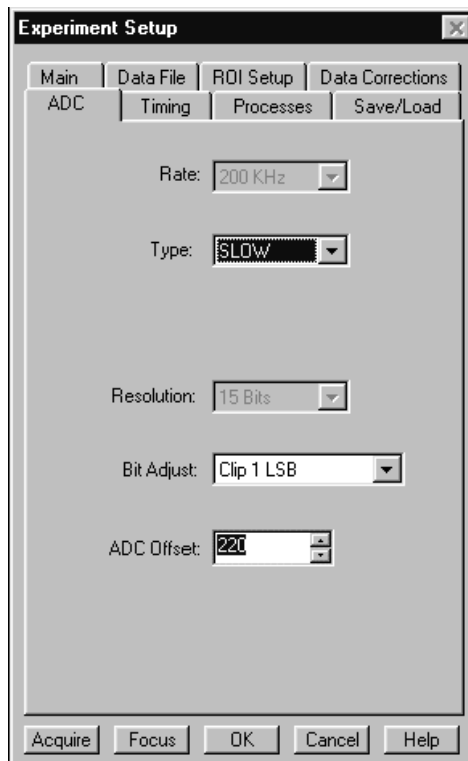 Experiment Setup
Main Data File ROI Setup Data Corrections
ADC Timing Processes Save/Load
Rate: 200 KHz
Type: SLOW
Resolution: 15 Bits
Bit Adjust: Clip 1 LSB
ADC Offset: 220
Acquire Focus OK Cancel Help